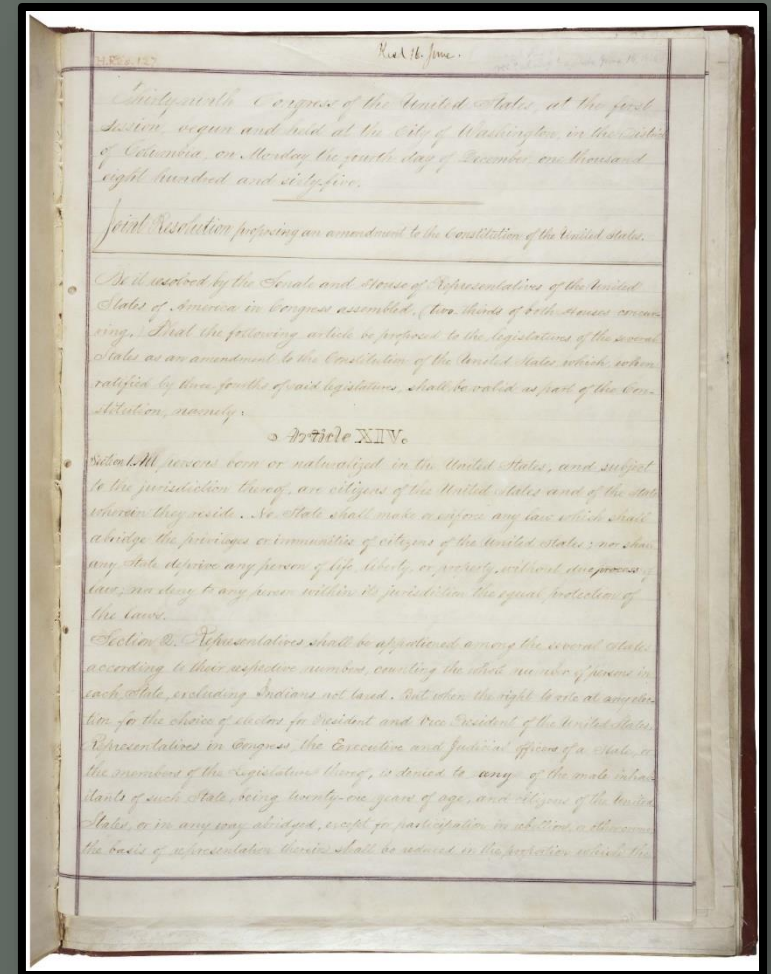 H.Res. 127
Rec'd 16. June.
Thirty-ninth Congress of the United States, at the first
session, begun and held at the City of Washington, in the District
of Columbia, on Monday the fourth day of December, one thousand
eight hundred and sixty-five.
Joint Resolution proposing an amendment to the Constitution of the United States.
Be it resolved by the Senate and House of Representatives of the United
States of America in Congress assembled, (two thirds of both Houses concur-
ring,) That the following article be proposed to the legislatures of the several
States as an amendment to the Constitution of the United States, which, when
ratified by three-fourths of said legislatures, shall be valid as part of the Con-
stitution, namely:
Article XIV.
Section 1. All persons born or naturalized in the United States, and subject
to the jurisdiction thereof, are citizens of the United States and of the State
wherein they reside. No State shall make or enforce any law which shall
abridge the privileges or immunities of citizens of the United States; nor shall
any State deprive any person of life, liberty, or property, without due process of
law; nor deny to any person within its jurisdiction the equal protection of
the laws.
Section 2. Representatives shall be apportioned among the several States
according to their respective numbers, counting the whole number of persons in
each State, excluding Indians not taxed. But when the right to vote at any elec-
tion for the choice of electors for President and Vice President of the United States,
Representatives in Congress, the Executive and Judicial officers of a State, or
the members of the Legislature thereof, is denied to any of the male inhab-
itants of such State, being twenty-one years of age, and citizens of the United
States, or in any way abridged, except for participation in rebellion, or other crime,
the basis of representation therein shall be reduced in the proportion which the